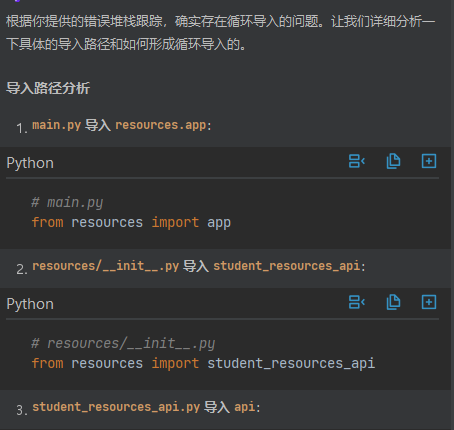 根据你提供的错误堆栈跟踪，确实存在循环导入的问题。让我们详细分析一
下具体的导入路径和如何形成循环导入的。
导入路径分析
1. main.py 导入 resources.app:
Python
# main.py
from resources import app
2. resources/__init__.py 导入 student_resources_api:
Python
# resources/__init__.py
from resources import student_resources_api
3. student_resources_api.py 导入 api: